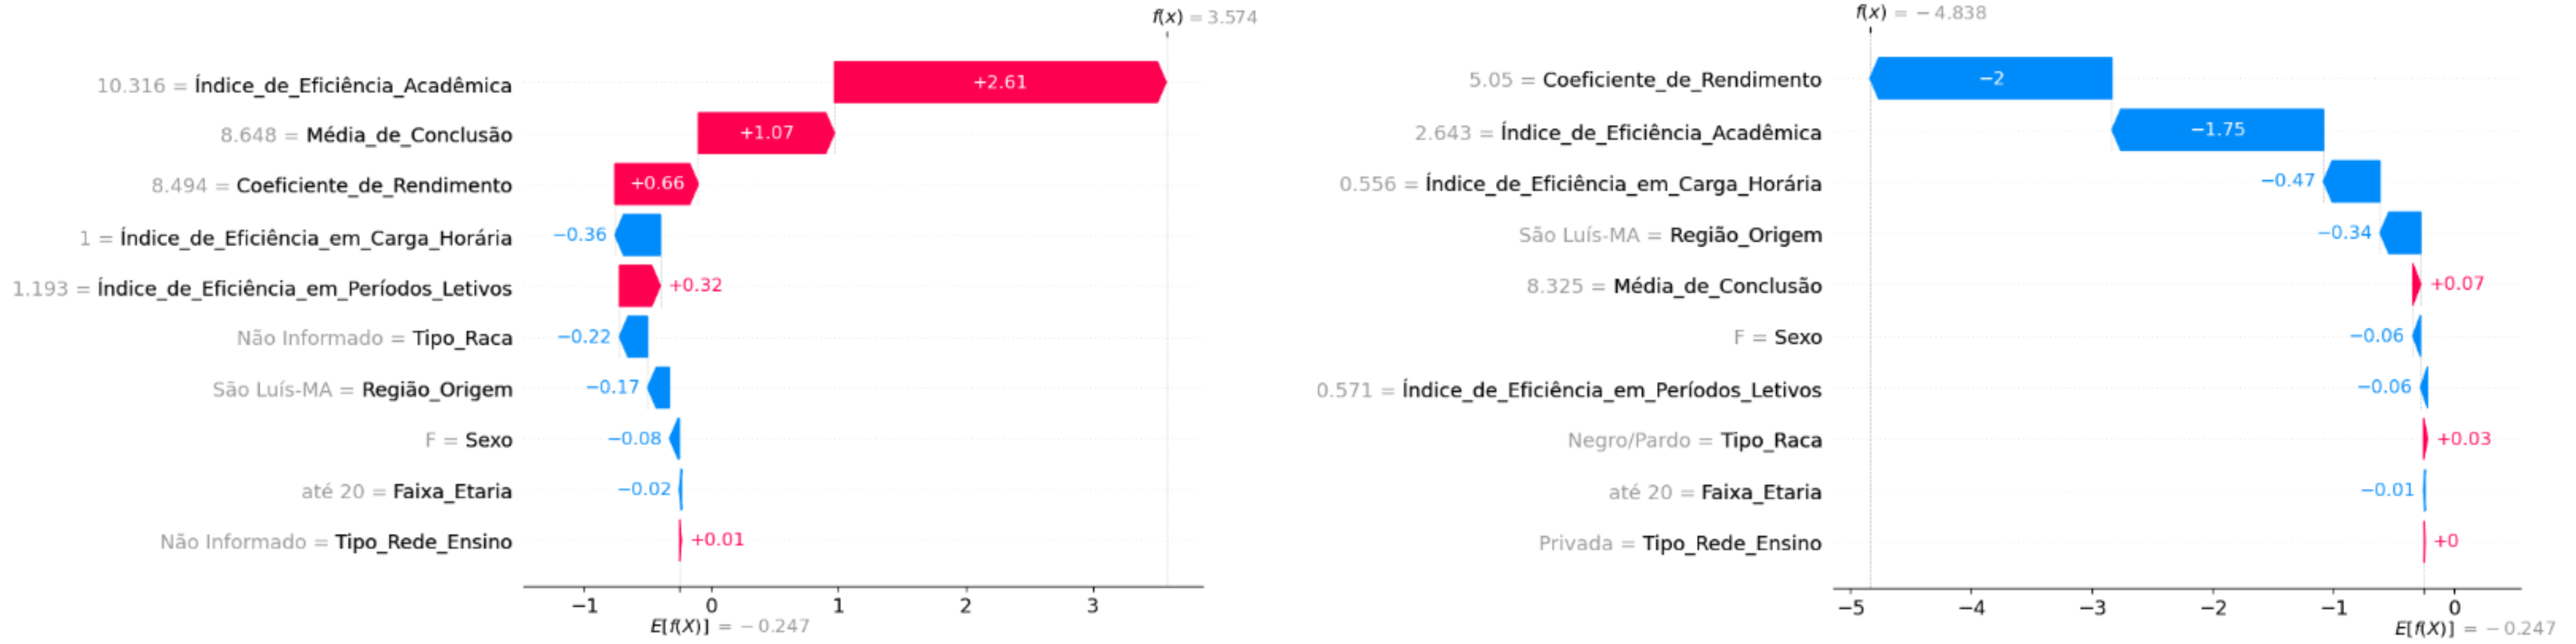 f(x) = 3.574
10.316 = Índice_de_Eficiência_Acadêmica
+2.61
8.648 = Média_de_Conclusão
+1.07
8.494 = Coeficiente_de_Rendimento
+0.66
1 = Índice_de_Eficiência_em_Carga_Horária
−0.36
1.193 = Índice_de_Eficiência_em_Períodos_Letivos
+0.32
Não Informado = Tipo_Raca
−0.22
São Luís-MA = Região_Origem
−0.17
F = Sexo
−0.08
até 20 = Faixa_Etaria
−0.02
Não Informado = Tipo_Rede_Ensino
+0.01
−1 0 1 2 3
E[f(X)] = −0.247
f(x) = −4.838
5.05 = Coeficiente_de_Rendimento
−2
2.643 = Índice_de_Eficiência_Acadêmica
−1.75
0.556 = Índice_de_Eficiência_em_Carga_Horária
−0.47
São Luís-MA = Região_Origem
−0.34
8.325 = Média_de_Conclusão
+0.07
F = Sexo
−0.06
0.571 = Índice_de_Eficiência_em_Períodos_Letivos
−0.06
Negro/Pardo = Tipo_Raca
+0.03
até 20 = Faixa_Etaria
−0.01
Privada = Tipo_Rede_Ensino
+0
−5 −4 −3 −2 −1 0
E[f(X)] = −0.247